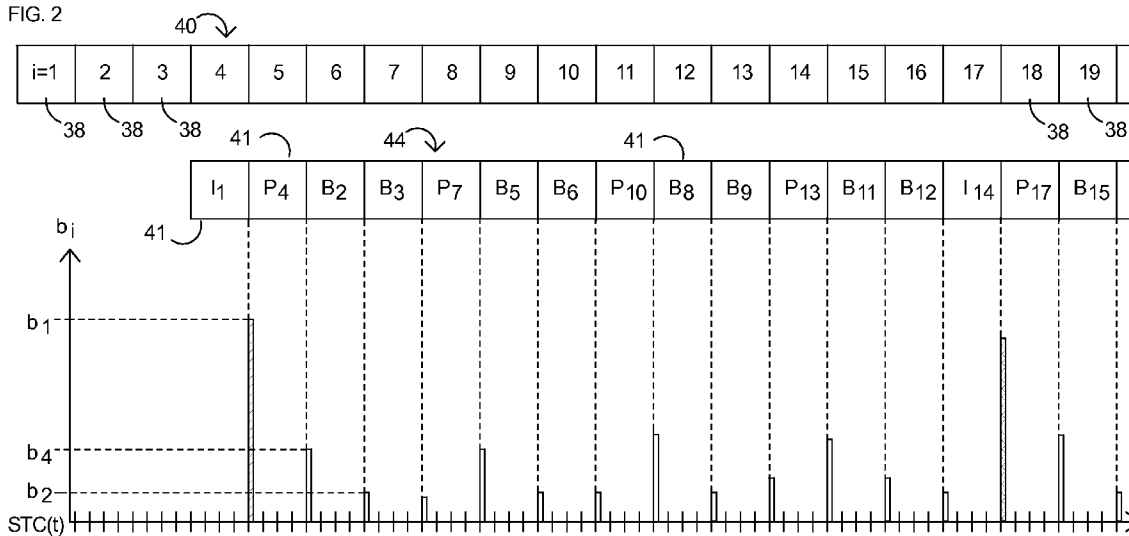 FIG. 2
40
i=1 2 3 4 5 6 7 8 9 10 11 12 13 14 15 16 17 18 19
38 38 38 38 38
41 44 41
I1 P4 B2 B3 P7 B5 B6 P10 B8 B9 P13 B11 B12 I14 P17 B15
41
bi
b1
b4
b2
STC(t)